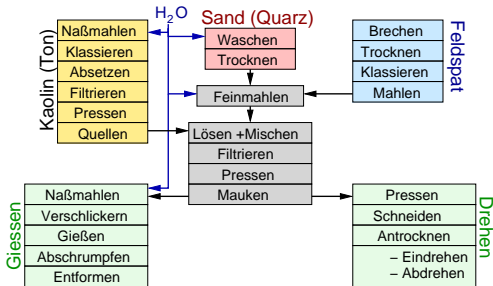 H₂O
Sand (Quarz)
Kaolin (Ton)
Naßmahlen
Klassieren
Absetzen
Filtrieren
Pressen
Quellen
Waschen
Trocknen
Feldspat
Brechen
Trocknen
Klassieren
Mahlen
Feinmahlen
Lösen +Mischen
Filtrieren
Pressen
Mauken
Giessen
Naßmahlen
Verschlickern
Gießen
Abschrumpfen
Entformen
Drehen
Pressen
Schneiden
Antrocknen
– Eindrehen
– Abdrehen